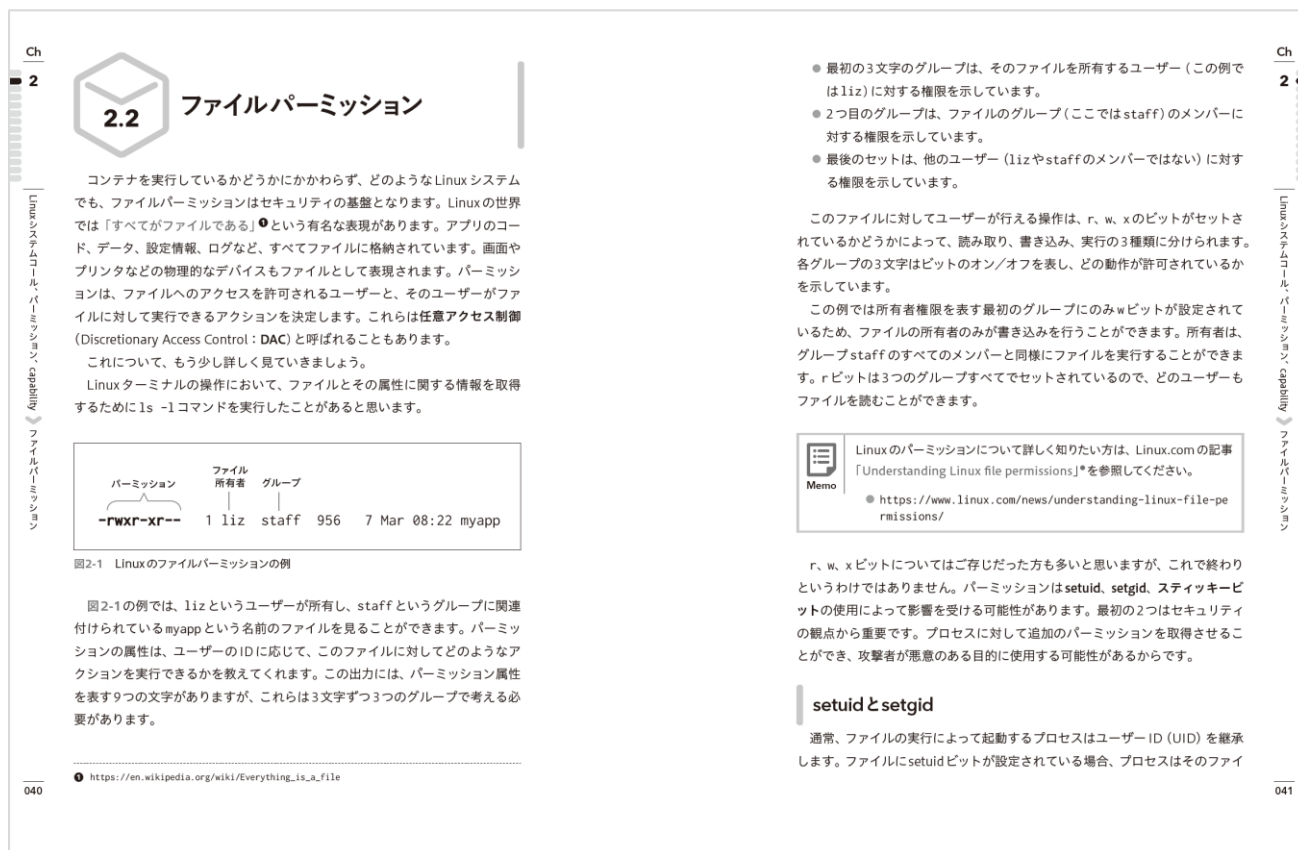 Ch
2
Linuxシステムコール、パーミッション、capability
ファイルパーミッション
2.2
ファイルパーミッション
コンテナを実行しているかどうかにかかわらず、どのようなLinuxシステム
でも、ファイルパーミッションはセキュリティの基盤となります。Linuxの世界
では「すべてがファイルである」❶という有名な表現があります。アプリのコー
ド、データ、設定情報、ログなど、すべてファイルに格納されています。画面や
プリンタなどの物理的なデバイスもファイルとして表現されます。パーミッシ
ョンは、ファイルへのアクセスを許可されるユーザーと、そのユーザーがファ
イルに対して実行できるアクションを決定します。これらは任意アクセス制御
(Discretionary Access Control:DAC)と呼ばれることもあります。
これについて、もう少し詳しく見ていきましょう。
Linuxターミナルの操作において、ファイルとその属性に関する情報を取得
するためにls -lコマンドを実行したことがあると思います。
パーミッション
ファイル
所有者
グループ
-rwxr-xr-- 1 liz staff 956 7 Mar 08:22 myapp
図2-1 Linuxのファイルパーミッションの例
図2-1の例では、lizというユーザーが所有し、staffというグループに関連
付けられているmyappという名前のファイルを見ることができます。パーミッ
ションの属性は、ユーザーのIDに応じて、このファイルに対してどのようなア
クションを実行できるかを教えてくれます。この出力には、パーミッション属性
を表す9つの文字がありますが、これらは3文字ずつ3つのグループで考える必
要があります。
❶ https://en.wikipedia.org/wiki/Everything_is_a_file
040
● 最初の3文字のグループは、そのファイルを所有するユーザー(この例で
はliz)に対する権限を示しています。
● 2つ目のグループは、ファイルのグループ(ここではstaff)のメンバーに
対する権限を示しています。
● 最後のセットは、他のユーザー(lizやstaffのメンバーではない)に対す
る権限を示しています。
このファイルに対してユーザーが行える操作は、r、w、xのビットがセットさ
れているかどうかによって、読み取り、書き込み、実行の3種類に分けられます。
各グループの3文字はビットのオン/オフを表し、どの動作が許可されているか
を示しています。
この例では所有者権限を表す最初のグループにのみwビットが設定されて
いるため、ファイルの所有者のみが書き込みを行うことができます。所有者は、
グループstaffのすべてのメンバーと同様にファイルを実行することができま
す。rビットは3つのグループすべてでセットされているので、どのユーザーも
ファイルを読むことができます。
Memo
Linuxのパーミッションについて詳しく知りたい方は、Linux.comの記事
「Understanding Linux file permissions」●を参照してください。
● https://www.linux.com/news/understanding-linux-file-pe
rmissions/
r、w、xビットについてはご存じだった方も多いと思いますが、これで終わり
というわけではありません。パーミッションはsetuid、setgid、スティッキービ
ットの使用によって影響を受ける可能性があります。最初の2つはセキュリティ
の観点から重要です。プロセスに対して追加のパーミッションを取得させるこ
とができ、攻撃者が悪意のある目的に使用する可能性があるからです。
setuidとsetgid
通常、ファイルの実行によって起動するプロセスはユーザーID(UID)を継承
します。ファイルにsetuidビットが設定されている場合、プロセスはそのファイ
Ch
2
Linuxシステムコール、パーミッション、capability
ファイルパーミッション
041